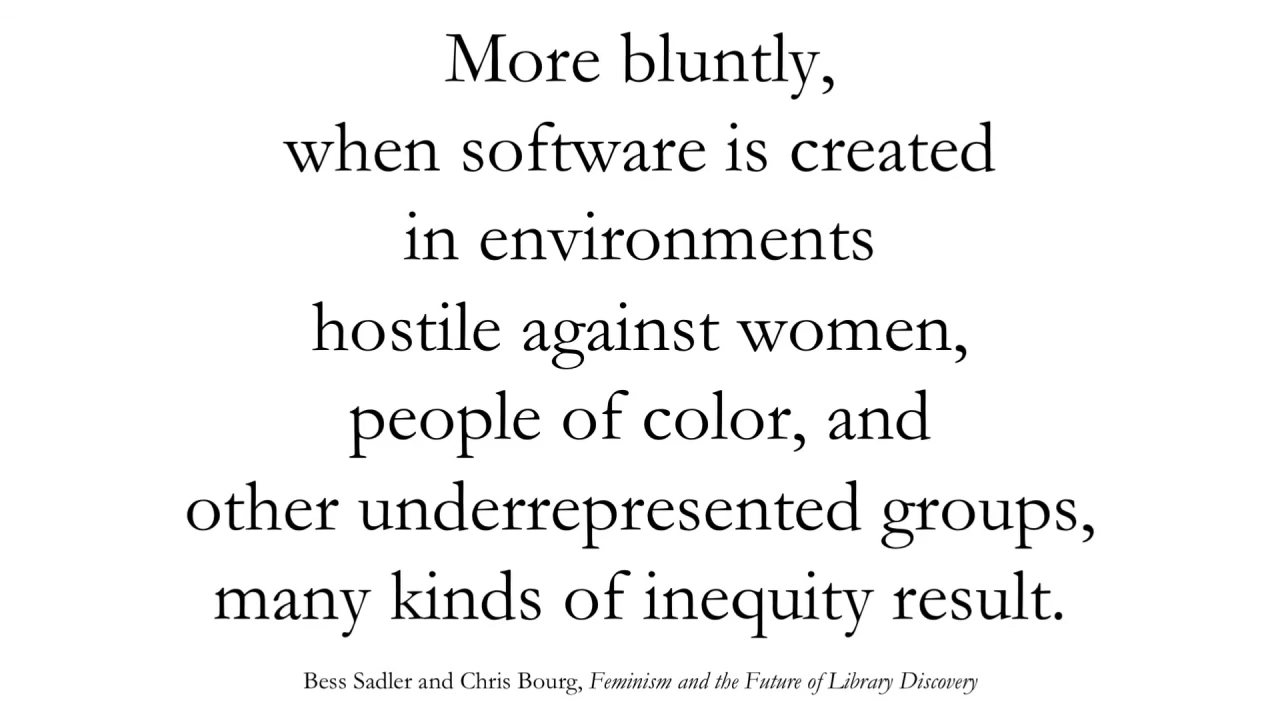 More bluntly,
when software is created
in environments
hostile against women,
people of color, and
other underrepresented groups,
many kinds of inequity result.
Bess Sadler and Chris Bourg, Feminism and the Future of Library Discovery